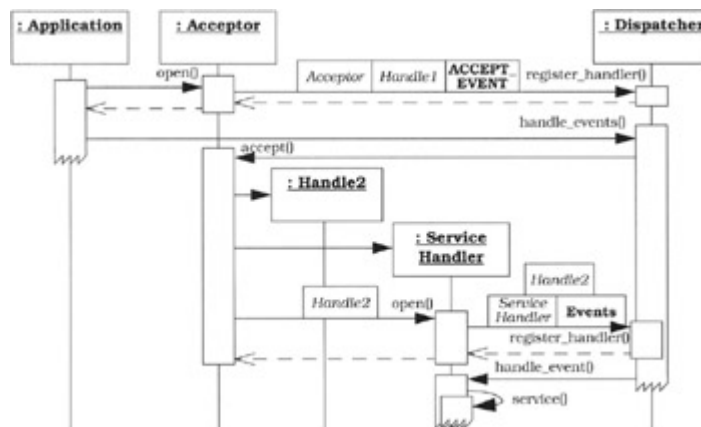 : Application
: Acceptor
: Dispatcher
open()
Acceptor
Handle1
ACCEPT_
EVENT
register_handler()
handle_events()
accept()
: Handle2
: Service
Handler
Handle2
Handle2
open()
Service
Handler
Events
register_handler()
handle_event()
service()